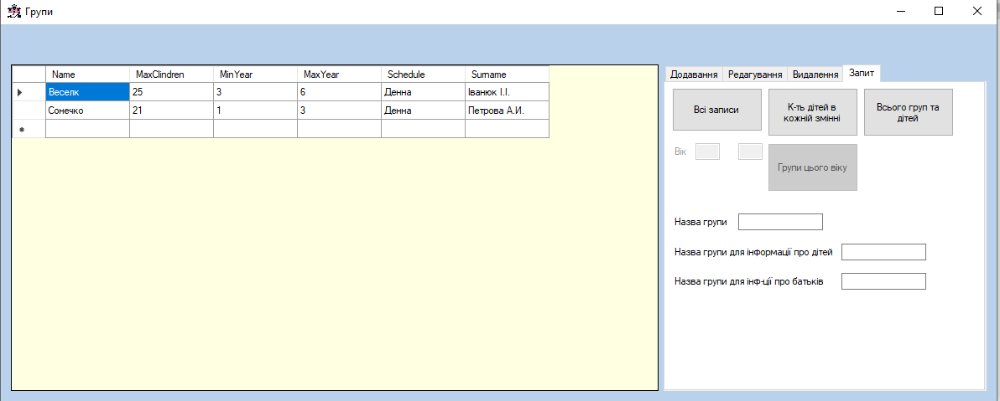 Групи
Name MaxClindren MinYear MaxYear Schedule Surname
Веселк 25 3 6 Денна Іванюк І.І.
Сонечко 21 1 3 Денна Петрова А.И.
Додавання Редагування Видалення Запит
Всі записи
К-ть дітей в
кожній змінні
Всього груп та
дітей
Вік
Групи цього віку
Назва групи
Назва групи для інформації про дітей
Назва групи для інф-ції про батьків